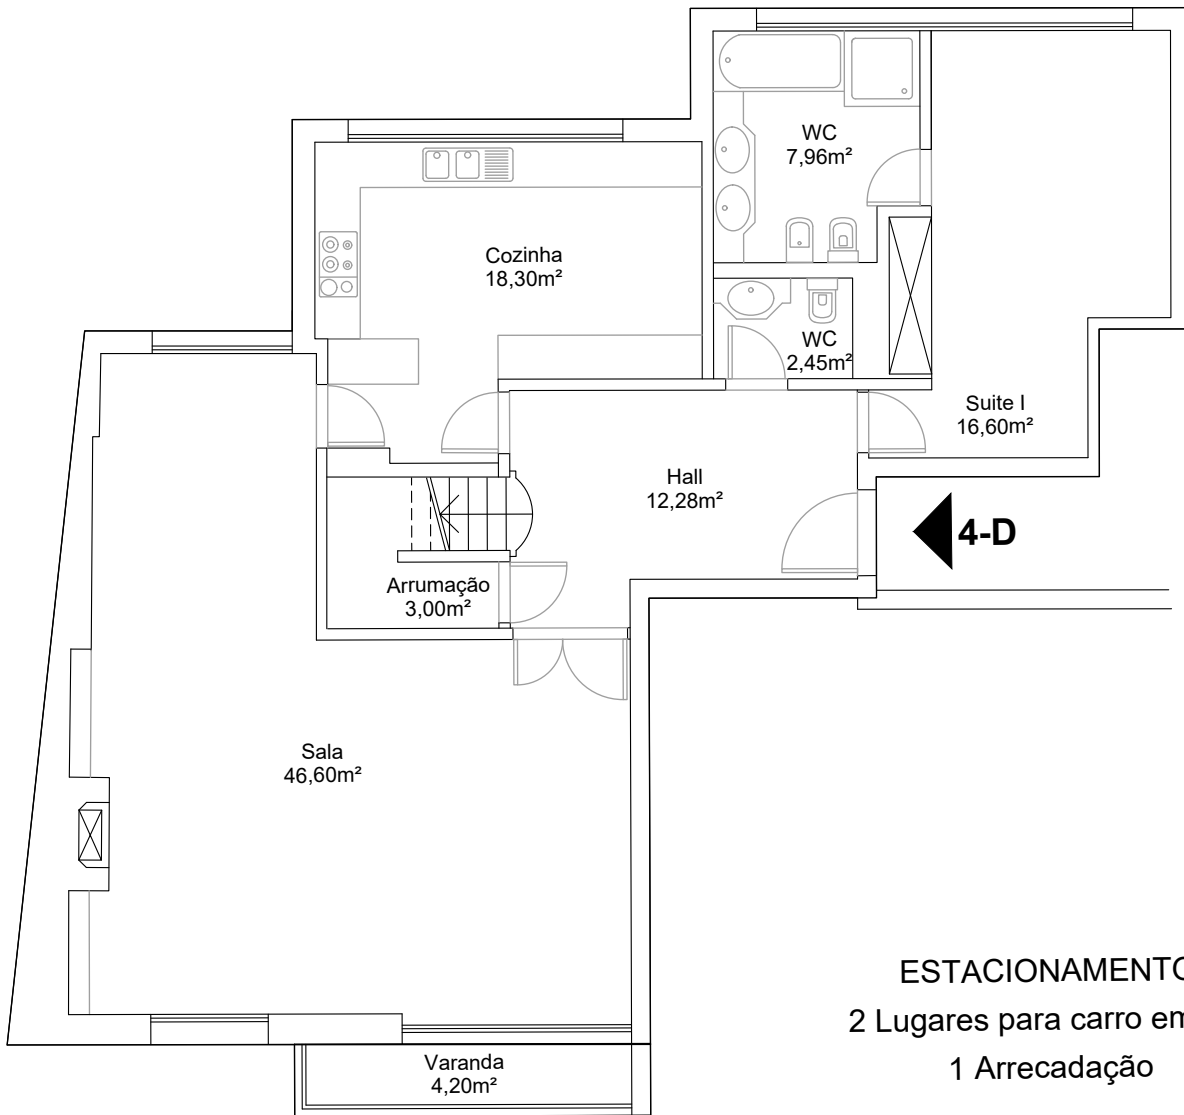 WC
7,96m²
Cozinha
18,30m²
WC
2,45m²
Suite I
16,60m²
Hall
12,28m²
4-D
Arrumação
3,00m²
Sala
46,60m²
ESTACIONAMENTO
2 Lugares para carro em
1 Arrecadação
Varanda
4,20m²